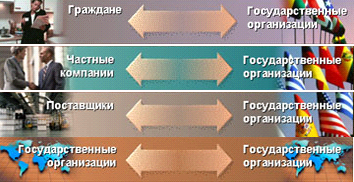 Граждане
Государственные
организации
Частные
компании
Государственные
организации
Поставщики
Государственные
организации
Государственные
организации
Государственные
организации